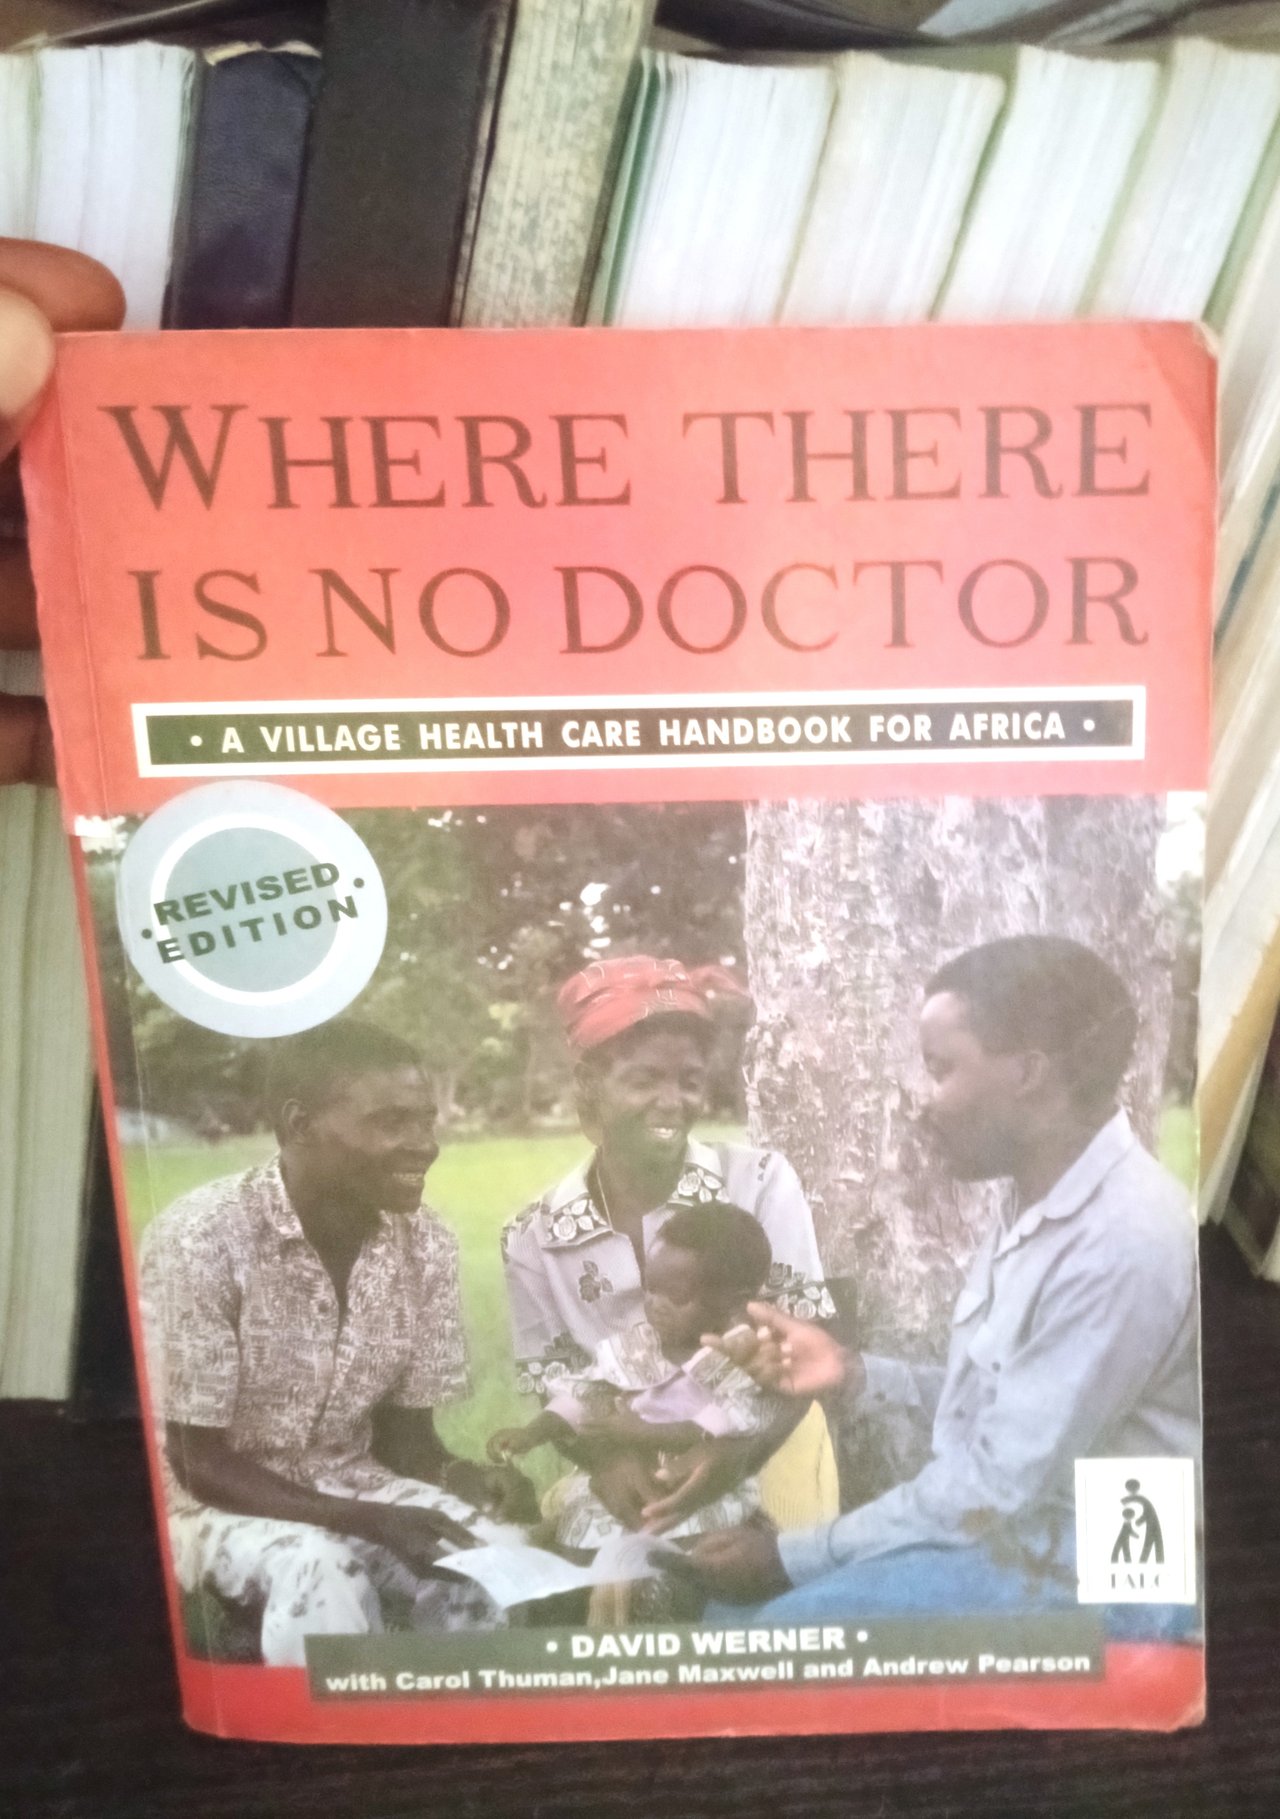 WHERE THERE
IS NO DOCTOR
• A VILLAGE HEALTH CARE HANDBOOK FOR AFRICA •
• REVISED •
EDITION
• DAVID WERNER •
with Carol Thuman,Jane Maxwell and Andrew Pearson